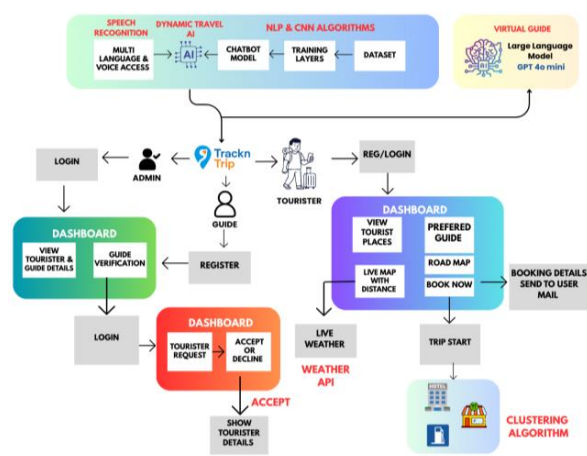 SPEECH
RECOGNITION
DYNAMIC TRAVEL
AI
NLP & CNN ALGORITHMS
MULTI
LANGUAGE &
VOICE ACCESS
AI
CHATBOT
MODEL
TRAINING
LAYERS
DATASET
VIRTUAL GUIDE
AI
Large Language
Model
GPT 4o mini
LOGIN
ADMIN
Trackn
Trip
TOURISTER
REG/LOGIN
GUIDE
REGISTER
DASHBOARD
VIEW
TOURISTER &
GUIDE DETAILS
GUIDE
VERIFICATION
DASHBOARD
VIEW
TOURIST
PLACES
PREFERED
GUIDE
ROAD MAP
LIVE MAP
WITH
DISTANCE
BOOK NOW
BOOKING DETAILS
SEND TO USER
MAIL
LOGIN
DASHBOARD
TOURISTER
REQUEST
ACCEPT
OR
DECLINE
LIVE
WEATHER
WEATHER
API
TRIP START
ACCEPT
SHOW
TOURISTER
DETAILS
HOTEL
CLUSTERING
ALGORITHM